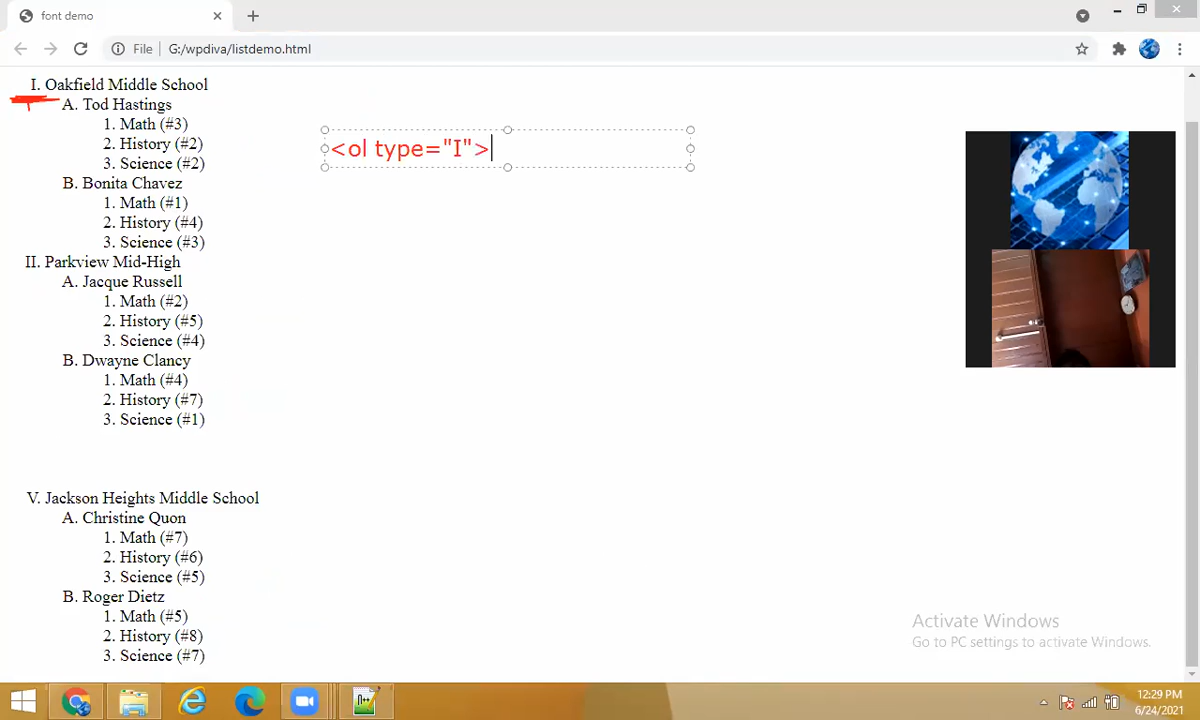 font demo
File
G:/wpdiva/listdemo.html
I. Oakfield Middle School
A. Tod Hastings
1. Math (#3)
2. History (#2)
3. Science (#2)
B. Bonita Chavez
1. Math (#1)
2. History (#4)
3. Science (#3)
II. Parkview Mid-High
A. Jacque Russell
1. Math (#2)
2. History (#5)
3. Science (#4)
B. Dwayne Clancy
1. Math (#4)
2. History (#7)
3. Science (#1)
V. Jackson Heights Middle School
A. Christine Quon
1. Math (#7)
2. History (#6)
3. Science (#5)
B. Roger Dietz
1. Math (#5)
2. History (#8)
3. Science (#7)
<ol type="I">
Activate Windows
Go to PC settings to activate Windows.
12:29 PM
6/24/2021